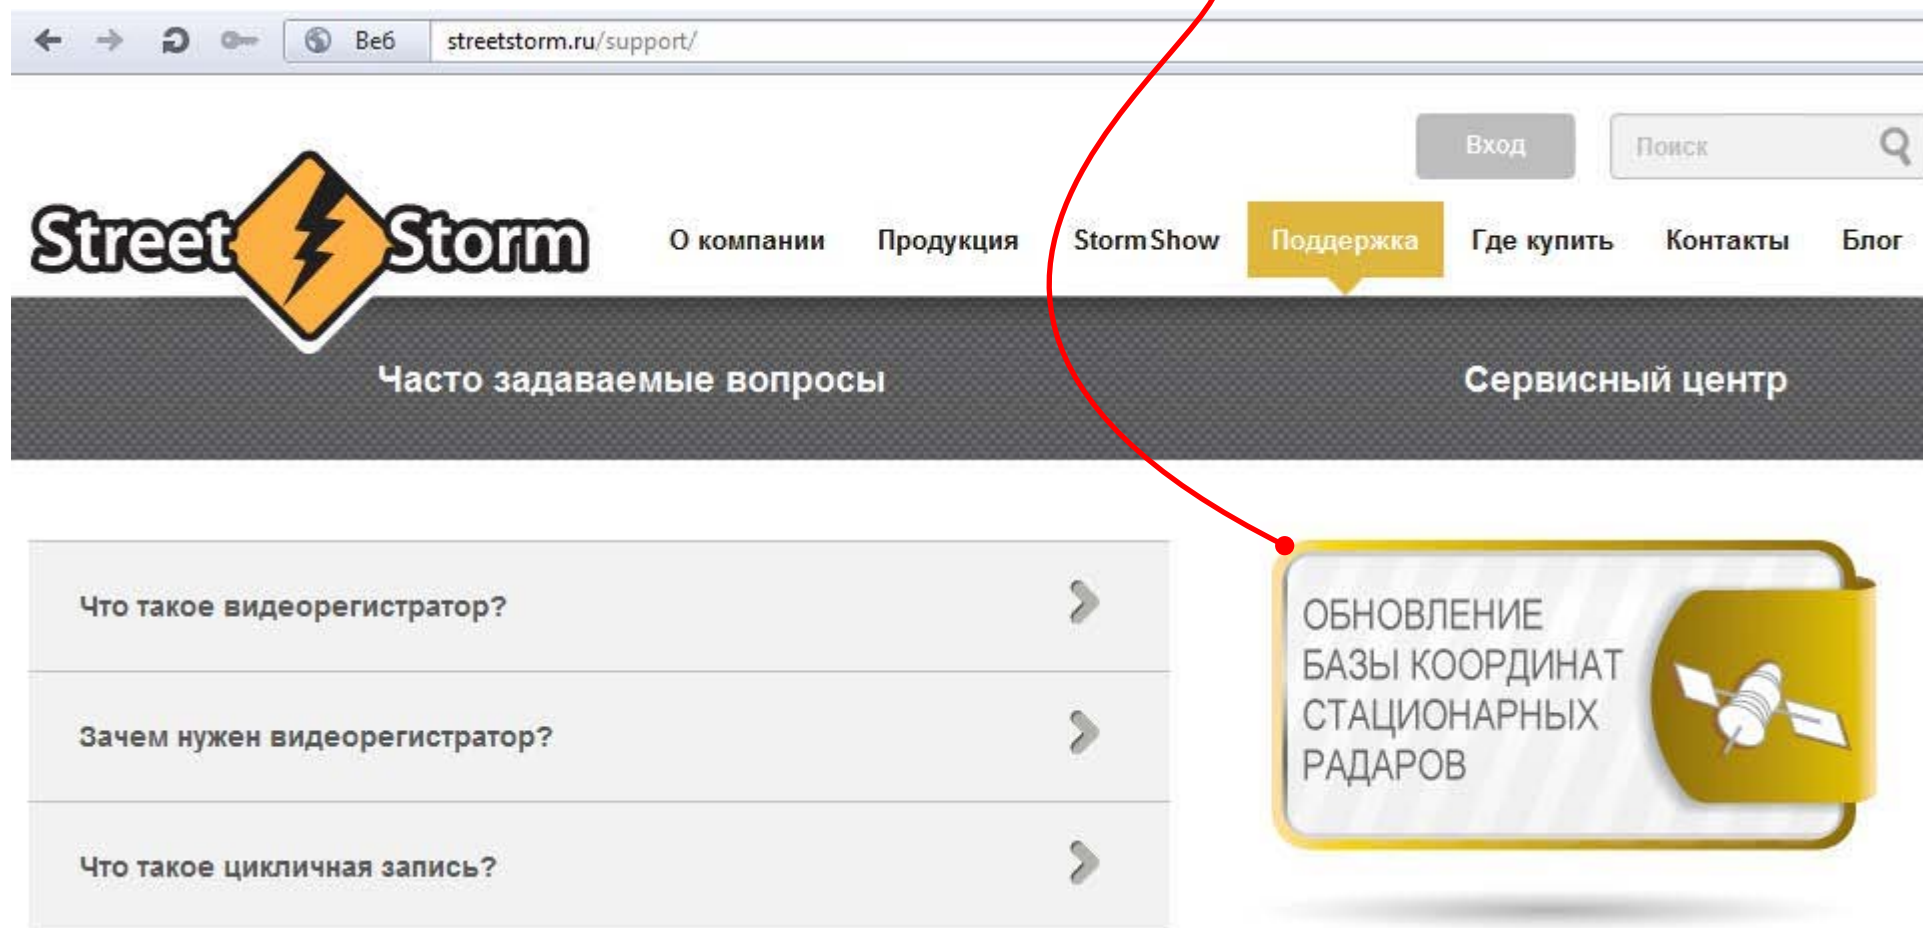 Веб streetstorm.ru/support/
Вход Поиск
Street Storm О компании Продукция Storm Show Поддержка Где купить Контакты Блог
Часто задаваемые вопросы Сервисный центр
Что такое видеорегистратор?
Зачем нужен видеорегистратор?
Что такое цикличная запись?
ОБНОВЛЕНИЕ
БАЗЫ КООРДИНАТ
СТАЦИОНАРНЫХ
РАДАРОВ